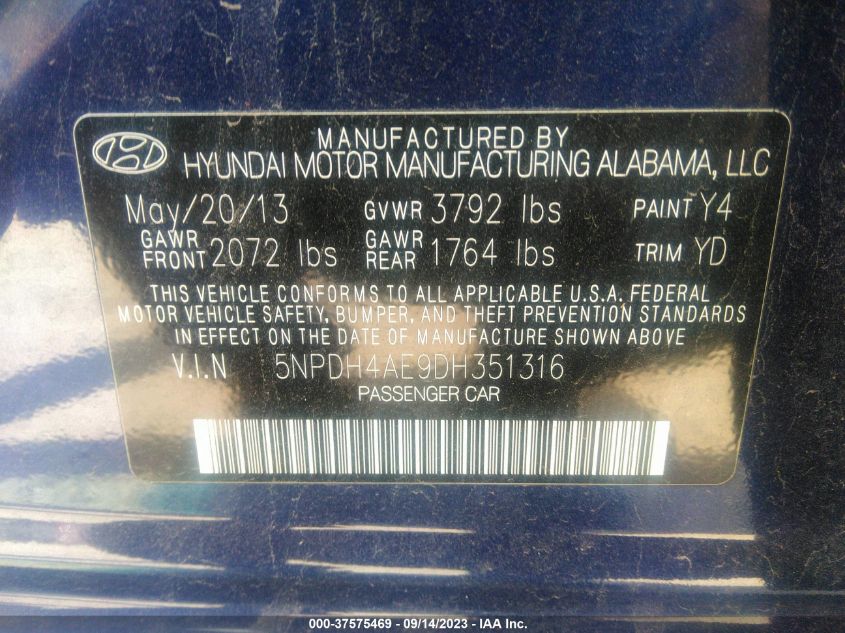 MANUFACTURED BY
HYUNDAI MOTOR MANUFACTURING ALABAMA, LLC
May/20/13 GVWR 3792 lbs PAINT Y4
GAWR FRONT 2072 lbs GAWR REAR 1764 lbs TRIM YD
THIS VEHICLE CONFORMS TO ALL APPLICABLE U.S.A. FEDERAL
MOTOR VEHICLE SAFETY, BUMPER, AND THEFT PREVENTION STANDARDS
IN EFFECT ON THE DATE OF MANUFACTURE SHOWN ABOVE
V.I.N 5NPDH4AE9DH351316
PASSENGER CAR
000-37575469 - 09/14/2023 - IAA Inc.